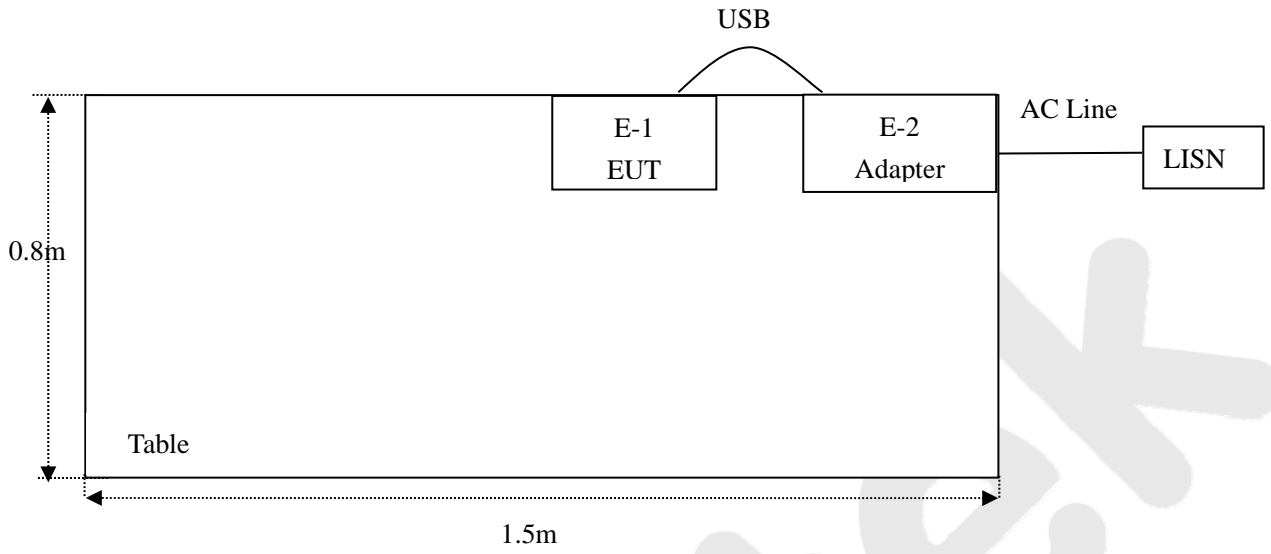 USB
E-1
EUT
E-2
Adapter
AC Line
LISN
0.8m
Table
1.5m